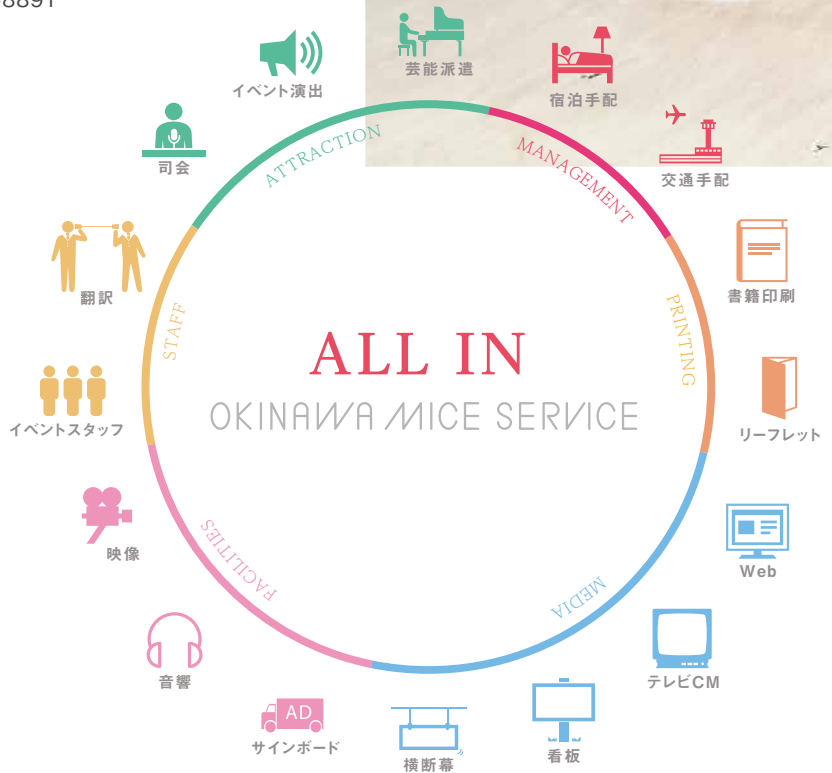 8891
芸能派遣
イベント演出
宿泊手配
司会
交通手配
ATTRACTION
MANAGEMENT
翻訳
書籍印刷
STAFF
PRINTING
ALL IN
OKINAWA MICE SERVICE
イベントスタッフ
リーフレット
映像
FACILITIES
MEDIA
Web
音響
テレビCM
AD
サインボード
横断幕
看板